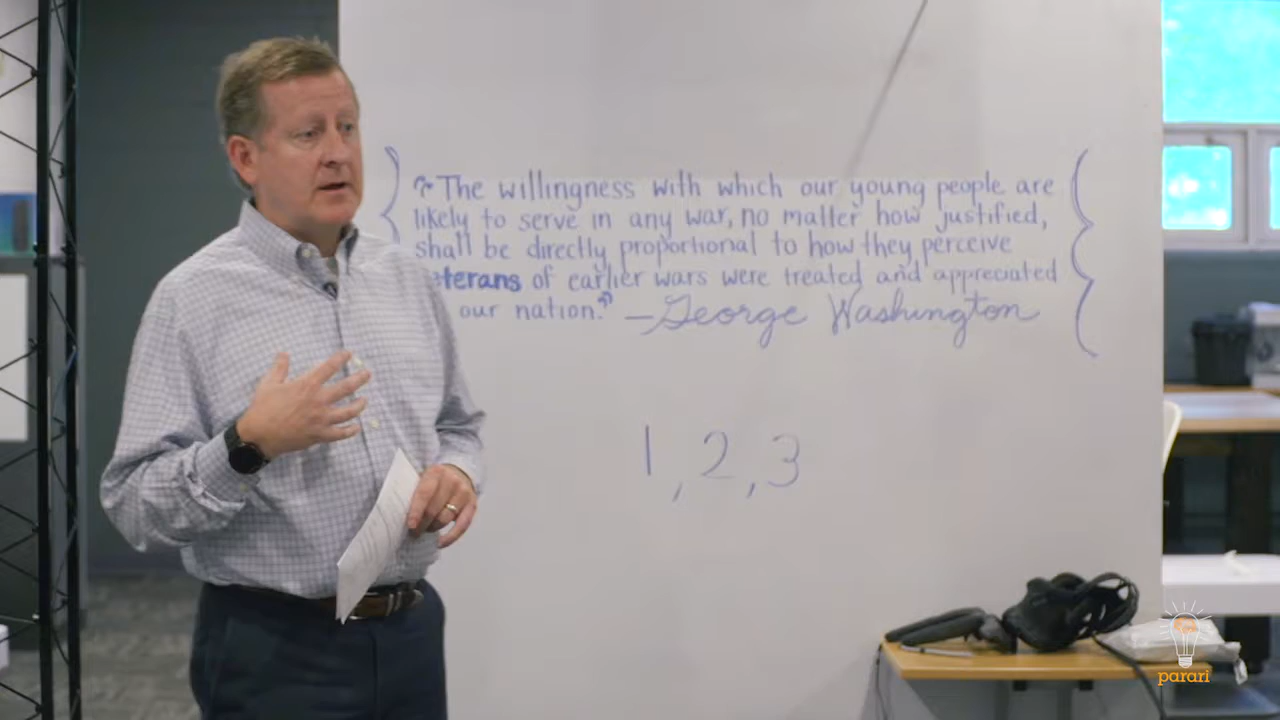 "The willingness with which our young people are
likely to serve in any war, no matter how justified,
shall be directly proportional to how they perceive
terans of earlier wars were treated and appreciated
our nation." —George Washington
1, 2, 3
parari